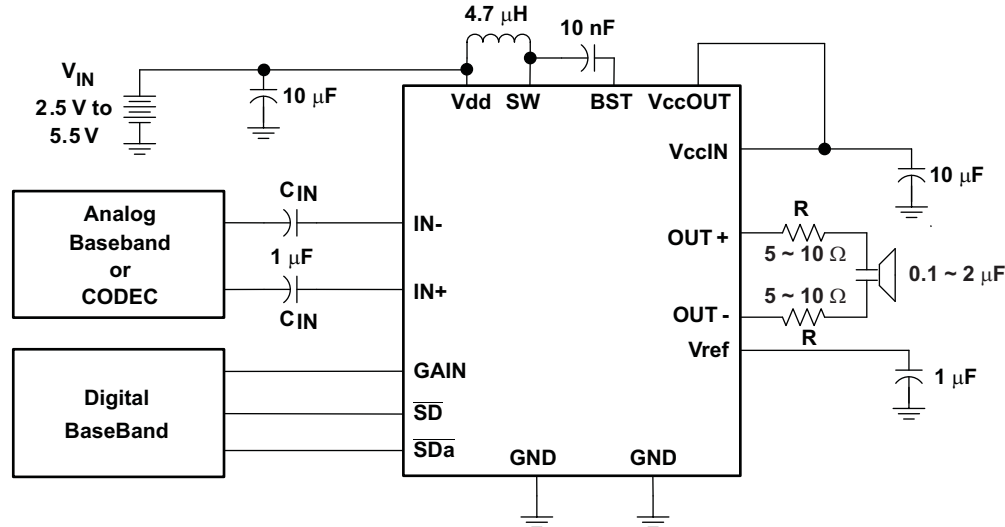 4.7 μH
10 nF
V_IN
2.5 V to
5.5 V
10 μF
Vdd
SW
BST
VccOUT
VccIN
10 μF
Analog
Baseband
or
CODEC
C_IN
1 μF
C_IN
IN-
IN+
OUT +
R
5 ~ 10 Ω
0.1 ~ 2 μF
5 ~ 10 Ω
OUT -
R
Vref
1 μF
Digital
BaseBand
GAIN
S̅D̅
S̅D̅a̅
GND
GND